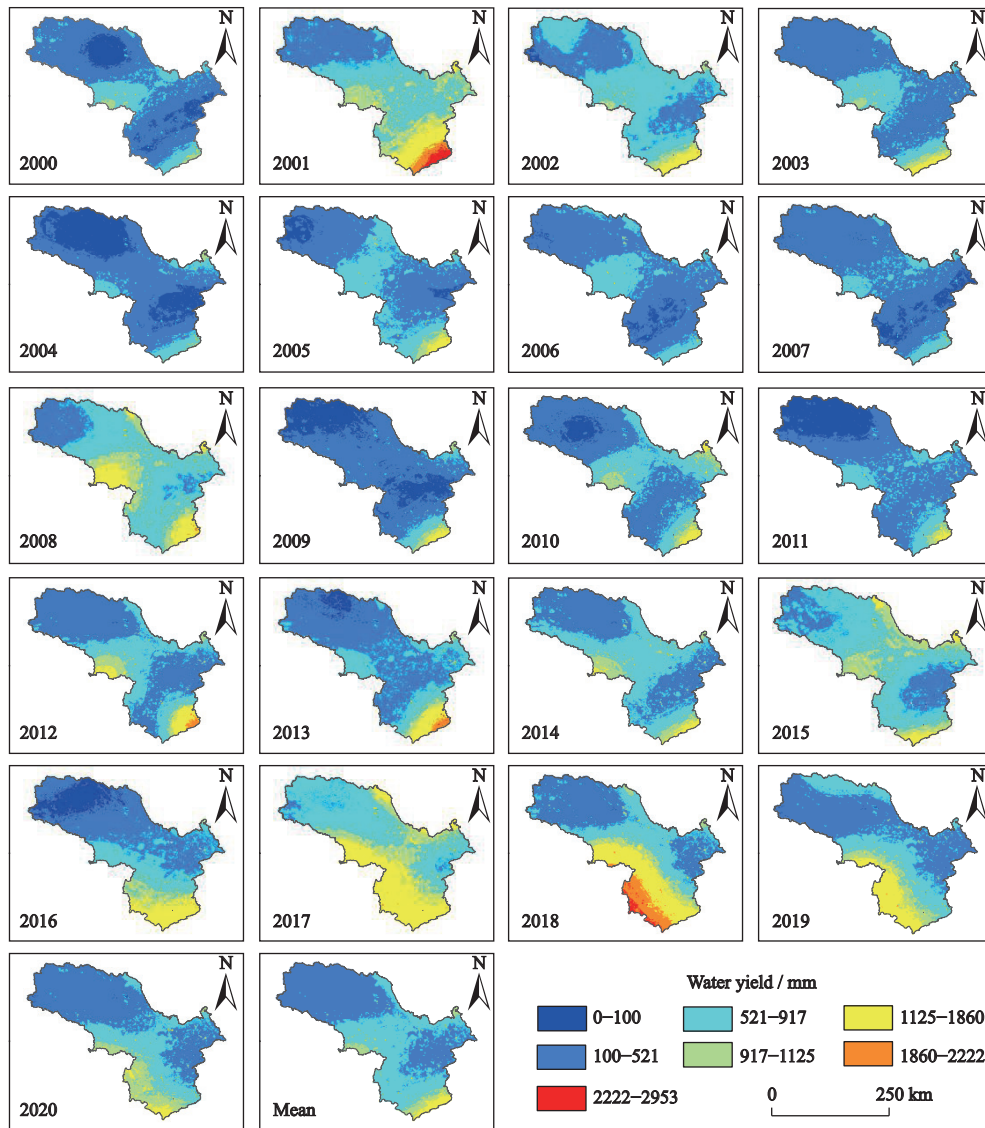 N N N N
2000 2001 2002 2003
N N N N
2004 2005 2006 2007
N N N N
2008 2009 2010 2011
N N N N
2012 2013 2014 2015
N N N N
2016 2017 2018 2019
N N
2020 Mean
Water yield / mm
0−100 521−917 1125−1860
100−521 917−1125 1860−2222
2222−2953 0 250 km